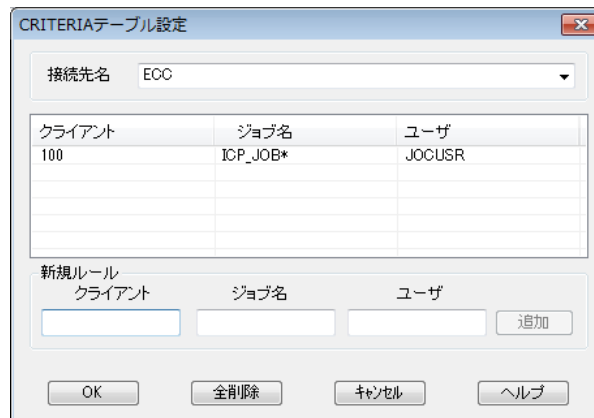 CRITERIAテーブル設定
接続先名 ECC
クライアント ジョブ名 ユーザ
100 ICP_JOB* JOCUSR
新規ルール
クライアント ジョブ名 ユーザ
追加
OK 全削除 キャンセル ヘルプ